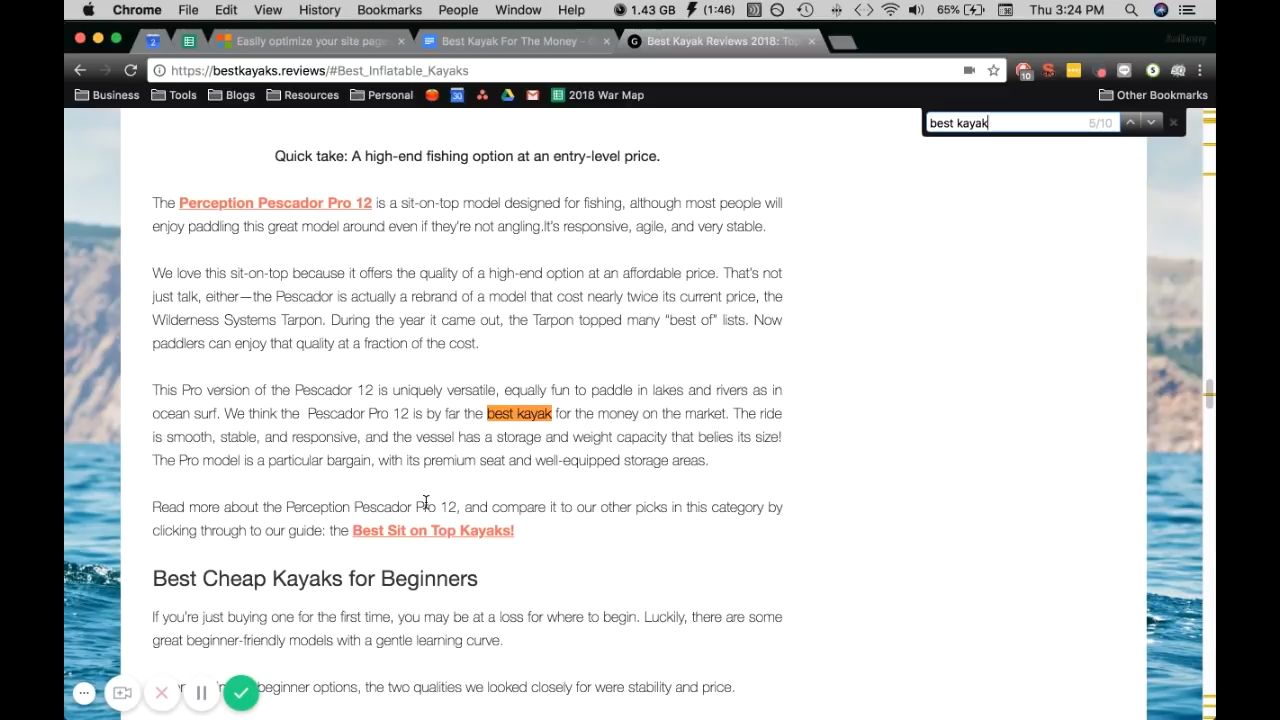 Chrome File Edit View History Bookmarks People Window Help 1.43 GB (1:46) 65% Thu 3:24 PM
Easily optimize your site page × Best Kayak For The Money - × Best Kayak Reviews 2018: To × Anthony
https://bestkayaks.reviews/#Best_Inflatable_Kayaks 10
Business Tools Blogs Resources Personal 2018 War Map Other Bookmarks
best kayak 5/10
Quick take: A high-end fishing option at an entry-level price.
The Perception Pescador Pro 12 is a sit-on-top model designed for fishing, although most people will
enjoy paddling this great model around even if they're not angling.It's responsive, agile, and very stable.
We love this sit-on-top because it offers the quality of a high-end option at an affordable price. That's not
just talk, either—the Pescador is actually a rebrand of a model that cost nearly twice its current price, the
Wilderness Systems Tarpon. During the year it came out, the Tarpon topped many “best of” lists. Now
paddlers can enjoy that quality at a fraction of the cost.
This Pro version of the Pescador 12 is uniquely versatile, equally fun to paddle in lakes and rivers as in
ocean surf. We think the Pescador Pro 12 is by far the best kayak for the money on the market. The ride
is smooth, stable, and responsive, and the vessel has a storage and weight capacity that belies its size!
The Pro model is a particular bargain, with its premium seat and well-equipped storage areas.
Read more about the Perception Pescador Pro 12, and compare it to our other picks in this category by
clicking through to our guide: the Best Sit on Top Kayaks!
Best Cheap Kayaks for Beginners
If you're just buying one for the first time, you may be at a loss for where to begin. Luckily, there are some
great beginner-friendly models with a gentle learning curve.
beginner options, the two qualities we looked closely for were stability and price.